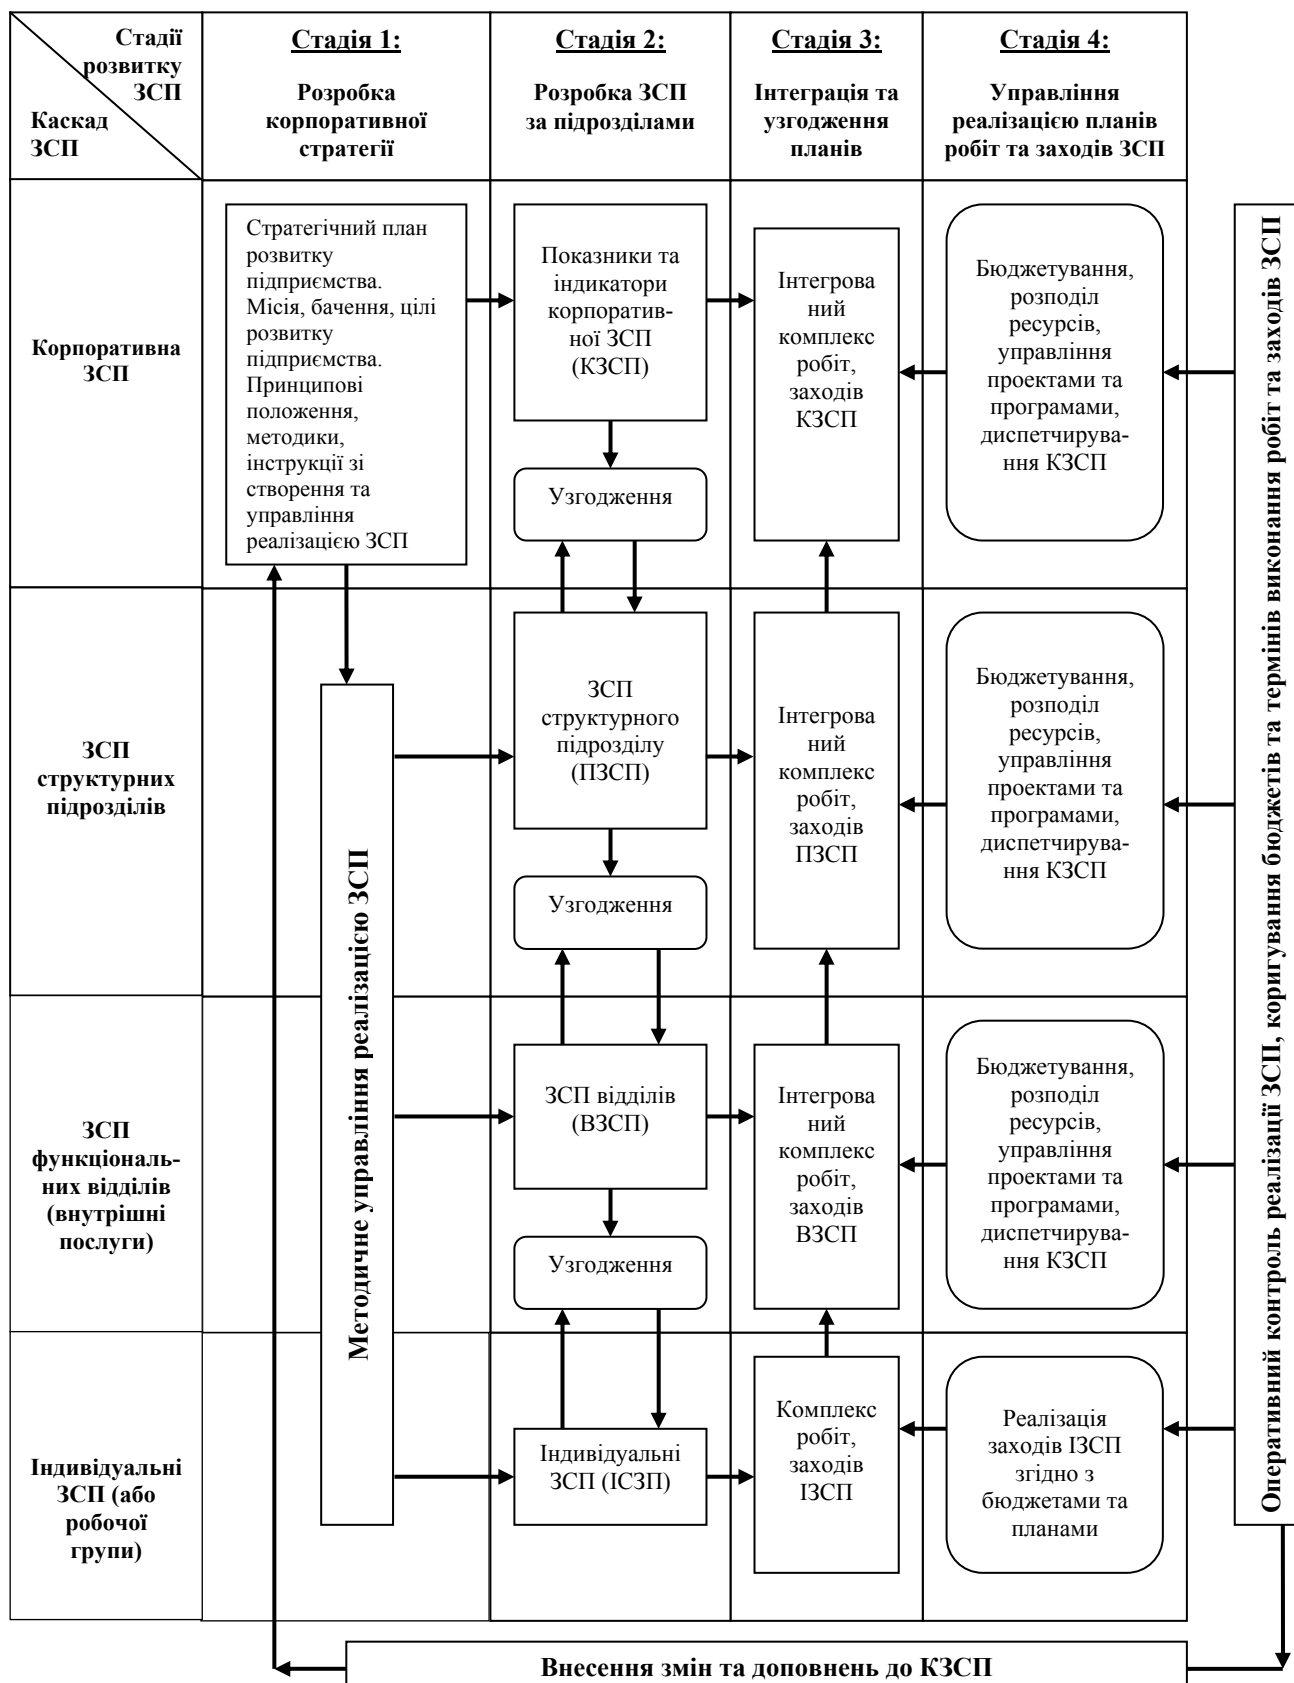 Стадії
розвитку
ЗСП
Каскад
ЗСП
Стадія 1:
Розробка
корпоративної
стратегії
Стадія 2:
Розробка ЗСП
за підрозділами
Стадія 3:
Інтеграція та
узгодження
планів
Стадія 4:
Управління
реалізацією планів
робіт та заходів ЗСП
Корпоративна
ЗСП
Стратегічний план
розвитку
підприємства.
Місія, бачення, цілі
розвитку
підприємства.
Принципові
положення,
методики,
інструкції зі
створення та
управління
реалізацією ЗСП
Показники та
індикатори
корпоратив-
ної ЗСП
(КЗСП)
Узгодження
Інтегрова
ний
комплекс
робіт,
заходів
КЗСП
Бюджетування,
розподіл
ресурсів,
управління
проектами та
програмами,
диспетчирува-
ння КЗСП
ЗСП
структурних
підрозділів
Методичне управління реалізацією ЗСП
ЗСП
структурного
підрозділу
(ПЗСП)
Узгодження
Інтегрова
ний
комплекс
робіт,
заходів
ПЗСП
Бюджетування,
розподіл
ресурсів,
управління
проектами та
програмами,
диспетчирува-
ння КЗСП
ЗСП
функціональ-
них відділів
(внутрішні
послуги)
ЗСП відділів
(ВЗСП)
Узгодження
Інтегрова
ний
комплекс
робіт,
заходів
ВЗСП
Бюджетування,
розподіл
ресурсів,
управління
проектами та
програмами,
диспетчирува-
ння КЗСП
Індивідуальні
ЗСП (або
робочої
групи)
Індивідуальні
ЗСП (ІСЗП)
Комплекс
робіт,
заходів
ІЗСП
Реалізація
заходів ІЗСП
згідно з
бюджетами та
планами
Оперативний контроль реалізації ЗСП, коригування бюджетів та термінів виконання робіт та заходів ЗСП
Внесення змін та доповнень до КЗСП